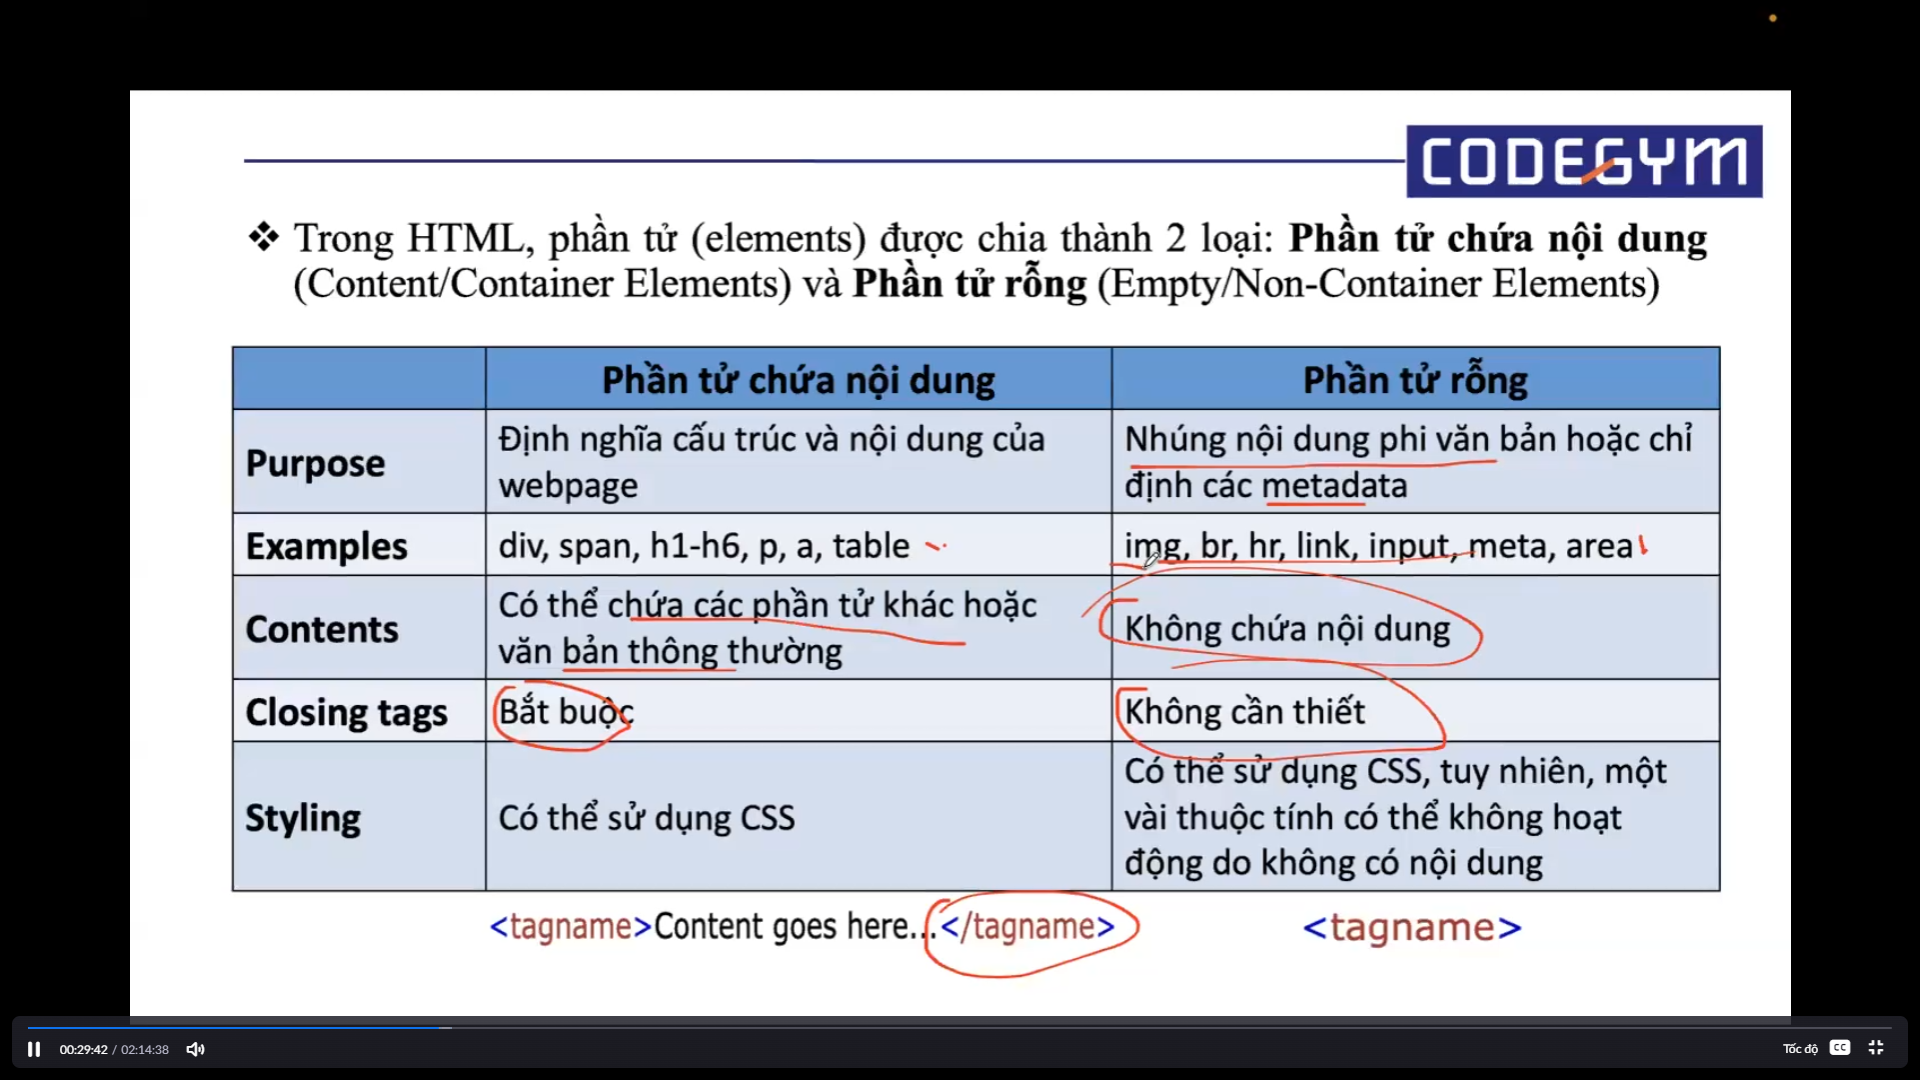 CODEGYM
❖ Trong HTML, phần tử (elements) được chia thành 2 loại: Phần tử chứa nội dung
(Content/Container Elements) và Phần tử rỗng (Empty/Non-Container Elements)
Phần tử chứa nội dung
Phần tử rỗng
Purpose
Định nghĩa cấu trúc và nội dung của
webpage
Nhúng nội dung phi văn bản hoặc chỉ
định các metadata
Examples
div, span, h1-h6, p, a, table
img, br, hr, link, input, meta, area
Contents
Có thể chứa các phần tử khác hoặc
văn bản thông thường
Không chứa nội dung
Closing tags
Bắt buộc
Không cần thiết
Styling
Có thể sử dụng CSS
Có thể sử dụng CSS, tuy nhiên, một
vài thuộc tính có thể không hoạt
động do không có nội dung
<tagname>Content goes here...</tagname>
<tagname>
00:29:42 / 02:14:38
Tốc độ
CC